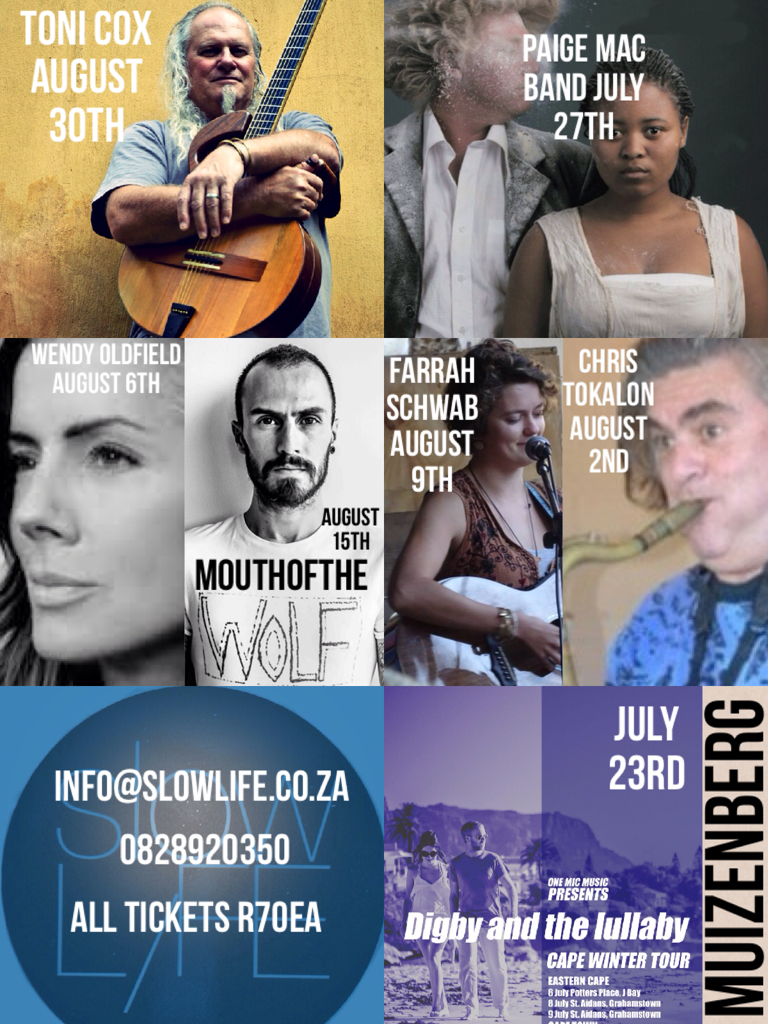 TONI COX
AUGUST
30TH
PAIGE MAC
BAND JULY
27TH
WENDY OLDFIELD
AUGUST 6TH
AUGUST
15TH
MOUTHOFTHE
WOLF
FARRAH
SCHWAB
AUGUST
9TH
CHRIS
TOKALON
AUGUST
2ND
slow
LIFE
INFO@SLOWLIFE.CO.ZA
0828920350
ALL TICKETS R70EA
JULY
23RD
ONE MIC MUSIC
PRESENTS
Digby and the lullaby
CAPE WINTER TOUR
EASTERN CAPE
6 July Potters Place, J Bay
8 July St. Aidans, Grahamstown
9 July St. Aidans, Grahamstown
MUIZENBERG